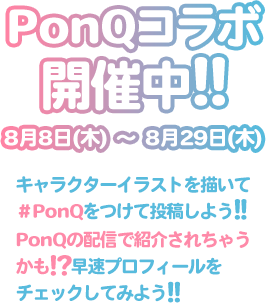 PonQコラボ
開催中!!
8月8日(木) ～ 8月29日(木)
キャラクターイラストを描いて
#PonQをつけて投稿しよう!!
PonQの配信で紹介されちゃう
かも!?早速プロフィールを
チェックしてみよう!!